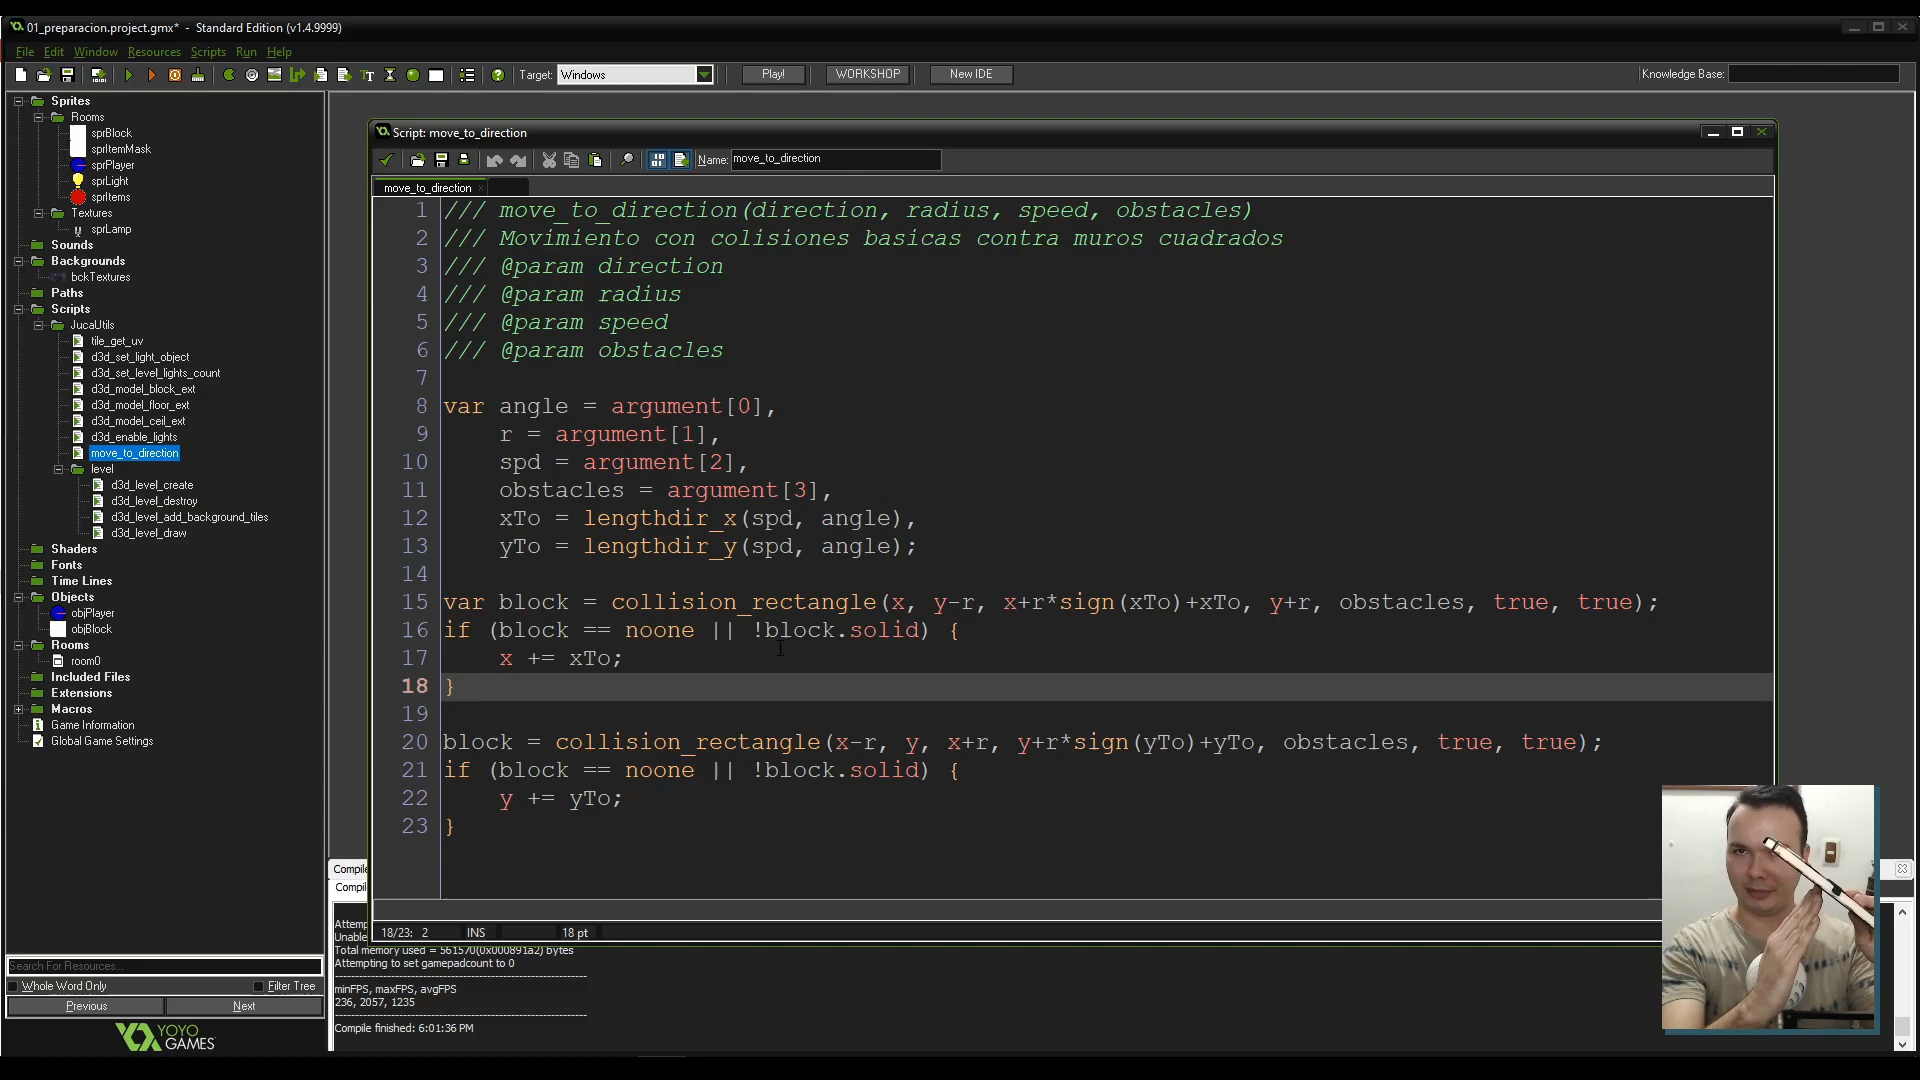 01_preparacion.project.gmx* - Standard Edition (v1.4.9999)
File Edit Window Resources Scripts Run Help
Target: Windows Play! WORKSHOP New IDE Knowledge Base:
Sprites
Rooms
sprBlock
sprItemMask
sprPlayer
sprLight
sprItems
Textures
sprLamp
Sounds
Backgrounds
bckTextures
Paths
Scripts
JucaUtils
tile_get_uv
d3d_set_light_object
d3d_set_level_lights_count
d3d_model_block_ext
d3d_model_floor_ext
d3d_model_ceil_ext
d3d_enable_lights
move_to_direction
level
d3d_level_create
d3d_level_destroy
d3d_level_add_background_tiles
d3d_level_draw
Shaders
Fonts
Time Lines
Objects
objPlayer
objBlock
Rooms
room0
Included Files
Extensions
Macros
Game Information
Global Game Settings
Search For Resources...
Whole Word Only Filter Tree
Previous Next
YOYO
GAMES
Script: move_to_direction
Name: move_to_direction
move_to_direction
1 /// move_to_direction(direction, radius, speed, obstacles)
2 /// Movimiento con colisiones basicas contra muros cuadrados
3 /// @param direction
4 /// @param radius
5 /// @param speed
6 /// @param obstacles
7
8 var angle = argument[0],
9 r = argument[1],
10 spd = argument[2],
11 obstacles = argument[3],
12 xTo = lengthdir_x(spd, angle),
13 yTo = lengthdir_y(spd, angle);
14
15 var block = collision_rectangle(x, y-r, x+r*sign(xTo)+xTo, y+r, obstacles, true, true);
16 if (block == noone || !block.solid) {
17 x += xTo;
18 }
19
20 block = collision_rectangle(x-r, y, x+r, y+r*sign(yTo)+yTo, obstacles, true, true);
21 if (block == noone || !block.solid) {
22 y += yTo;
23 }
18/23: 2 INS 18 pt
Compile
Compil
Attemp
Unable
Total memory used = 561570(0x000891a2) bytes
Attempting to set gamepadcount to 0
minFPS, maxFPS, avgFPS
236, 2057, 1235
Compile finished: 6:01:36 PM